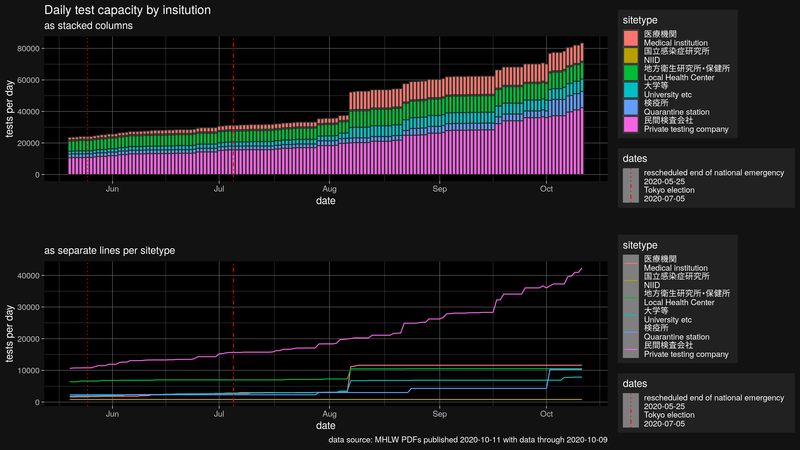 Daily test capacity by insitution
as stacked columns
tests per day
80000
60000
40000
20000
0
Jun
Jul
Aug
Sep
Oct
date
sitetype
医療機関
Medical institution
国立感染症研究所
NIID
地方衛生研究所・保健所
Local Health Center
大学等
University etc
検疫所
Quarantine station
民間検査会社
Private testing company
dates
rescheduled end of national emergency
2020-05-25
Tokyo election
2020-07-05
as separate lines per sitetype
tests per day
40000
30000
20000
10000
0
Jun
Jul
Aug
Sep
Oct
date
sitetype
医療機関
Medical institution
国立感染症研究所
NIID
地方衛生研究所・保健所
Local Health Center
大学等
University etc
検疫所
Quarantine station
民間検査会社
Private testing company
dates
rescheduled end of national emergency
2020-05-25
Tokyo election
2020-07-05
data source: MHLW PDFs published 2020-10-11 with data through 2020-10-09